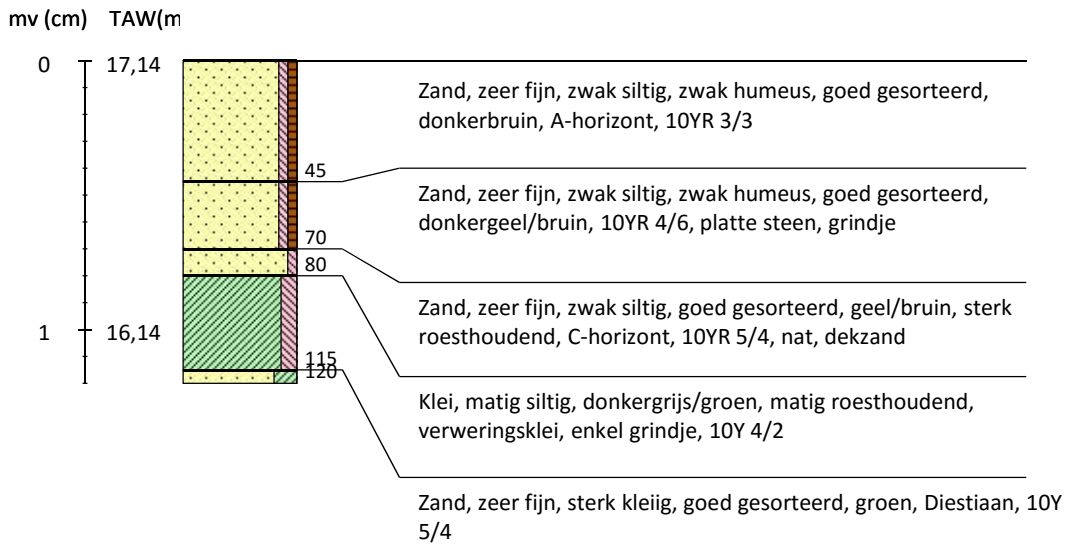 mv (cm) TAW(m
0 17,14
Zand, zeer fijn, zwak siltig, zwak humeus, goed gesorteerd,
donkerbruin, A-horizont, 10YR 3/3
45
Zand, zeer fijn, zwak siltig, zwak humeus, goed gesorteerd,
donkergeel/bruin, 10YR 4/6, platte steen, grindje
70
80
Zand, zeer fijn, zwak siltig, goed gesorteerd, geel/bruin, sterk
roesthoudend, C-horizont, 10YR 5/4, nat, dekzand
1 16,14
115
120
Klei, matig siltig, donkergrijs/groen, matig roesthoudend,
verweringsklei, enkel grindje, 10Y 4/2
Zand, zeer fijn, sterk kleiig, goed gesorteerd, groen, Diestiaan, 10Y
5/4